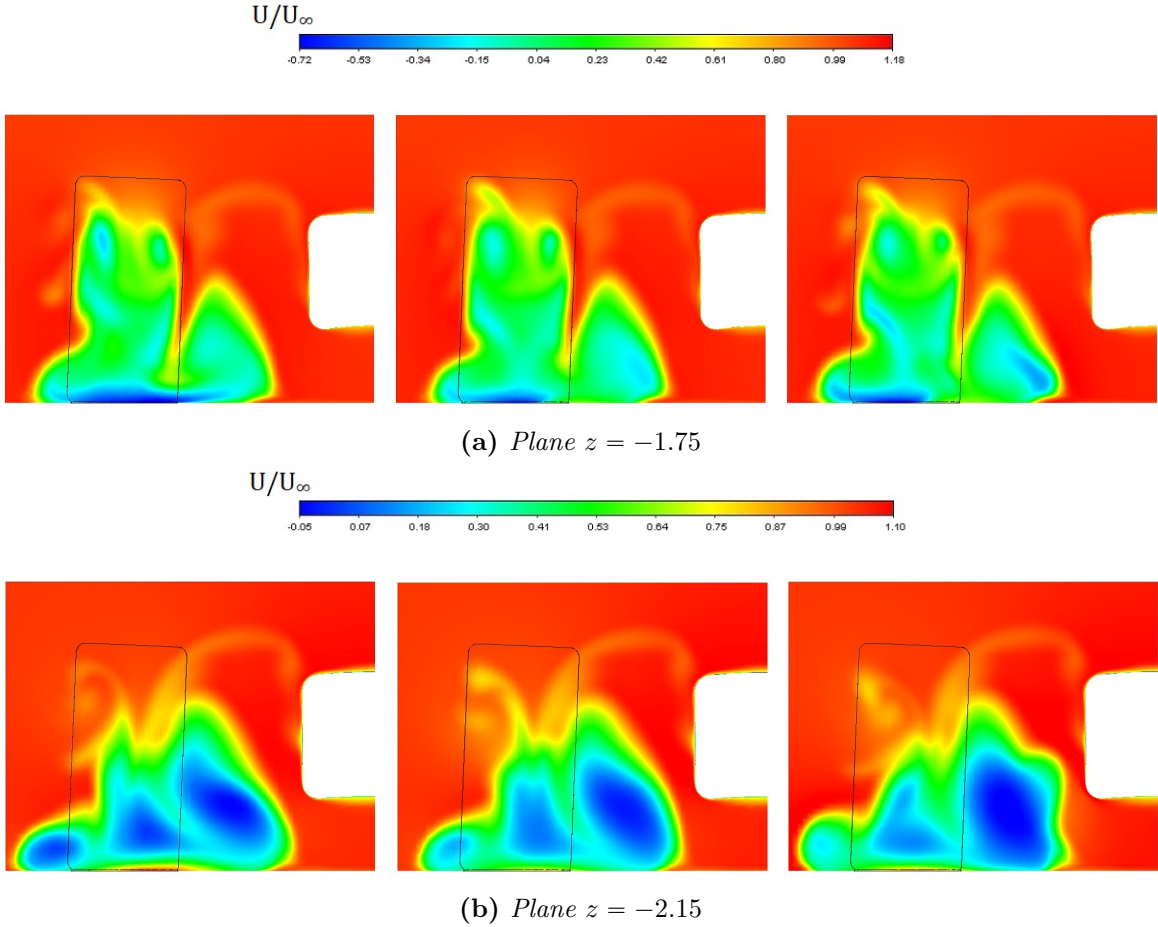 U/U∞
-0.72 -0.53 -0.34 -0.15 0.04 0.23 0.42 0.61 0.80 0.99 1.18
(a) Plane z = −1.75
U/U∞
-0.05 0.07 0.18 0.30 0.41 0.53 0.64 0.75 0.87 0.99 1.10
(b) Plane z = −2.15